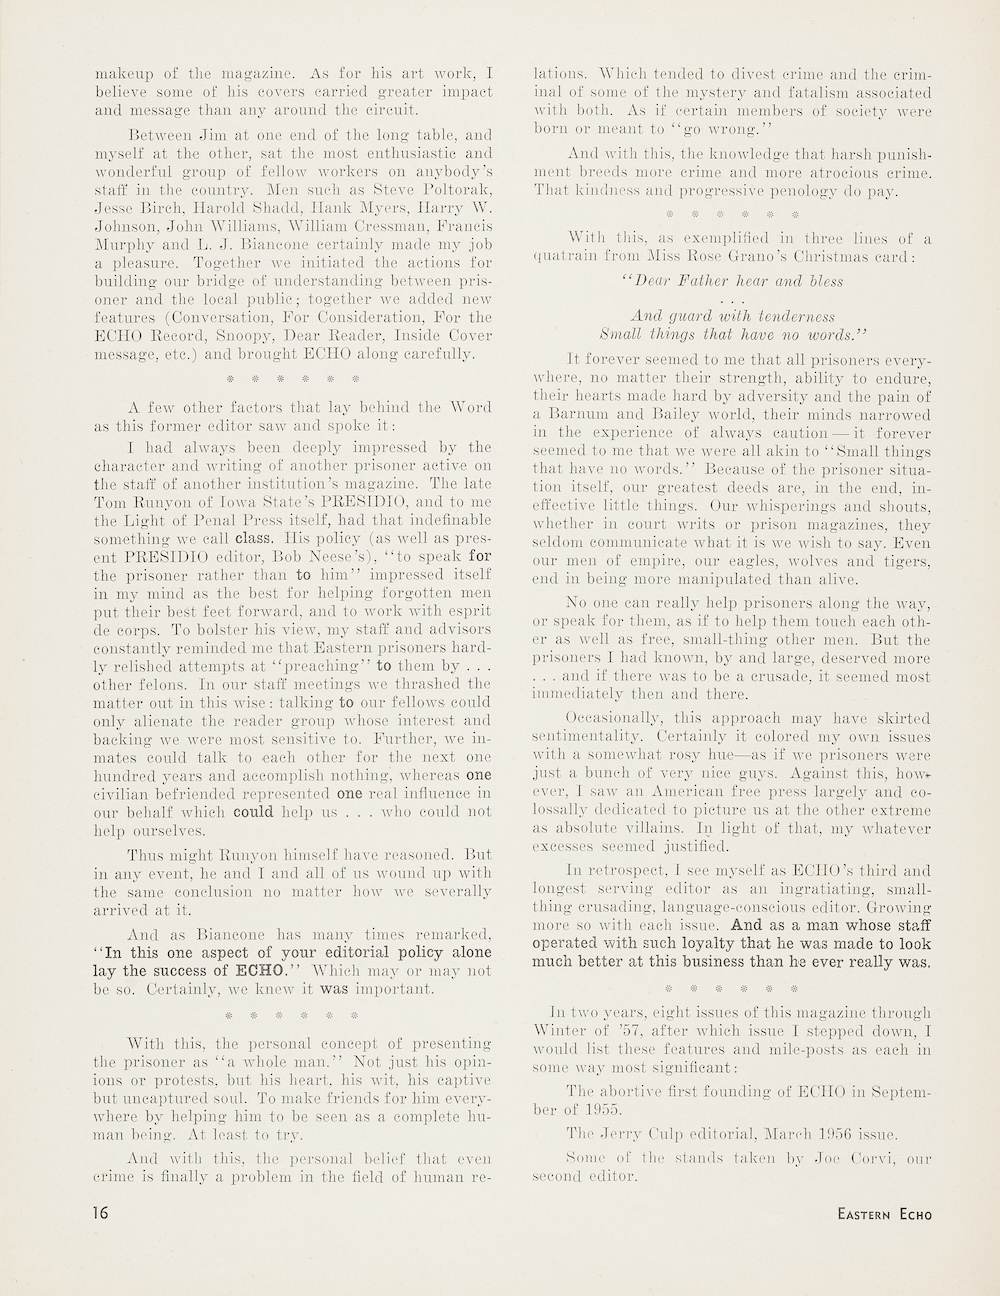 makeup of the magazine. As for his art work, I
believe some of his covers carried greater impact
and message than any around the circuit.
Between Jim at one end of the long table, and
myself at the other, sat the most enthusiastic and
wonderful group of fellow workers on anybody's
staff in the country. Men such as Steve Poltorak,
Jesse Birch, Harold Shadd, Hank Myers, Harry W.
Johnson, John Williams, William Cressman, Francis
Murphy and L. J. Biancone certainly made my job
a pleasure. Together we initiated the actions for
building our bridge of understanding between pris-
oner and the local public; together we added new
features (Conversation, For Consideration, For the
ECHO Record, Snoopy, Dear Reader, Inside Cover
message, etc.) and brought ECHO along carefully.
* * * * * *
A few other factors that lay behind the Word
as this former editor saw and spoke it:
I had always been deeply impressed by the
character and writing of another prisoner active on
the staff of another institution's magazine. The late
Tom Runyon of Iowa State's PRESIDIO, and to me
the Light of Penal Press itself, had that indefinable
something we call class. His policy (as well as pres-
ent PRESIDIO editor, Bob Neese's), "to speak for
the prisoner rather than to him" impressed itself
in my mind as the best for helping forgotten men
put their best feet forward, and to work with esprit
de corps. To bolster his view, my staff and advisors
constantly reminded me that Eastern prisoners hard-
ly relished attempts at "preaching" to them by . . .
other felons. In our staff meetings we thrashed the
matter out in this wise: talking to our fellows could
only alienate the reader group whose interest and
backing we were most sensitive to. Further, we in-
mates could talk to each other for the next one
hundred years and accomplish nothing, whereas one
civilian befriended represented one real influence in
our behalf which could help us . . . who could not
help ourselves.
Thus might Runyon himself have reasoned. But
in any event, he and I and all of us wound up with
the same conclusion no matter how we severally
arrived at it.
And as Biancone has many times remarked,
"In this one aspect of your editorial policy alone
lay the success of ECHO." Which may or may not
be so. Certainly, we knew it was important.
* * * * * *
With this, the personal concept of presenting
the prisoner as "a whole man." Not just his opin-
ions or protests, but his heart, his wit, his captive
but uncaptured soul. To make friends for him every-
where by helping him to be seen as a complete hu-
man being. At least to try.
And with this, the personal belief that even
crime is finally a problem in the field of human re-
lations. Which tended to divest crime and the crim-
inal of some of the mystery and fatalism associated
with both. As if certain members of society were
born or meant to "go wrong."
And with this, the knowledge that harsh punish-
ment breeds more crime and more atrocious crime.
That kindness and progressive penology do pay.
* * * * * *
With this, as exemplified in three lines of a
quatrain from Miss Rose Grano's Christmas card:
"Dear Father hear and bless
. . .
And guard with tenderness
Small things that have no words."
It forever seemed to me that all prisoners every-
where, no matter their strength, ability to endure,
their hearts made hard by adversity and the pain of
a Barnum and Bailey world, their minds narrowed
in the experience of always caution — it forever
seemed to me that we were all akin to "Small things
that have no words." Because of the prisoner situa-
tion itself, our greatest deeds are, in the end, in-
effective little things. Our whisperings and shouts,
whether in court writs or prison magazines, they
seldom communicate what it is we wish to say. Even
our men of empire, our eagles, wolves and tigers,
end in being more manipulated than alive.
No one can really help prisoners along the way,
or speak for them, as if to help them touch each oth-
er as well as free, small-thing other men. But the
prisoners I had known, by and large, deserved more
. . . and if there was to be a crusade, it seemed most
immediately then and there.
Occasionally, this approach may have skirted
sentimentality. Certainly it colored my own issues
with a somewhat rosy hue—as if we prisoners were
just a bunch of very nice guys. Against this, how-
ever, I saw an American free press largely and co-
lossally dedicated to picture us at the other extreme
as absolute villains. In light of that, my whatever
excesses seemed justified.
In retrospect, I see myself as ECHO's third and
longest serving editor as an ingratiating, small-
thing crusading, language-conscious editor. Growing
more so with each issue. And as a man whose staff
operated with such loyalty that he was made to look
much better at this business than he ever really was.
* * * * * *
In two years, eight issues of this magazine through
Winter of '57, after which issue I stepped down, I
would list these features and mile-posts as each in
some way most significant:
The abortive first founding of ECHO in Septem-
ber of 1955.
The Jerry Culp editorial, March 1956 issue.
Some of the stands taken by Joe Corvi, our
second editor.
16
EASTERN ECHO